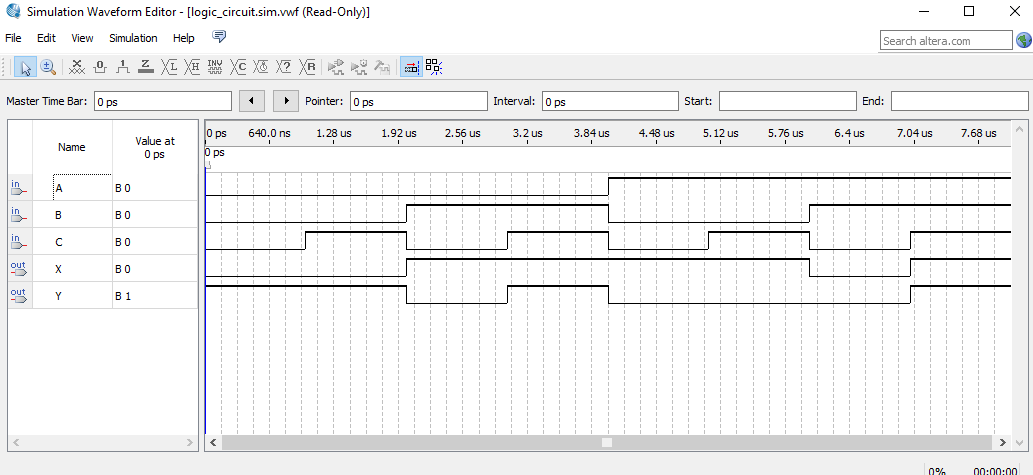 Simulation Waveform Editor - [logic_circuit.sim.vwf (Read-Only)]
File Edit View Simulation Help
Search altera.com
Master Time Bar: 0 ps Pointer: 0 ps Interval: 0 ps Start: End:
Name Value at 0 ps
0 ps 640.0 ns 1.28 us 1.92 us 2.56 us 3.2 us 3.84 us 4.48 us 5.12 us 5.76 us 6.4 us 7.04 us 7.68 us
0 ps
in A B 0
in B B 0
in C B 0
out X B 0
out Y B 1
0% 00:00:00